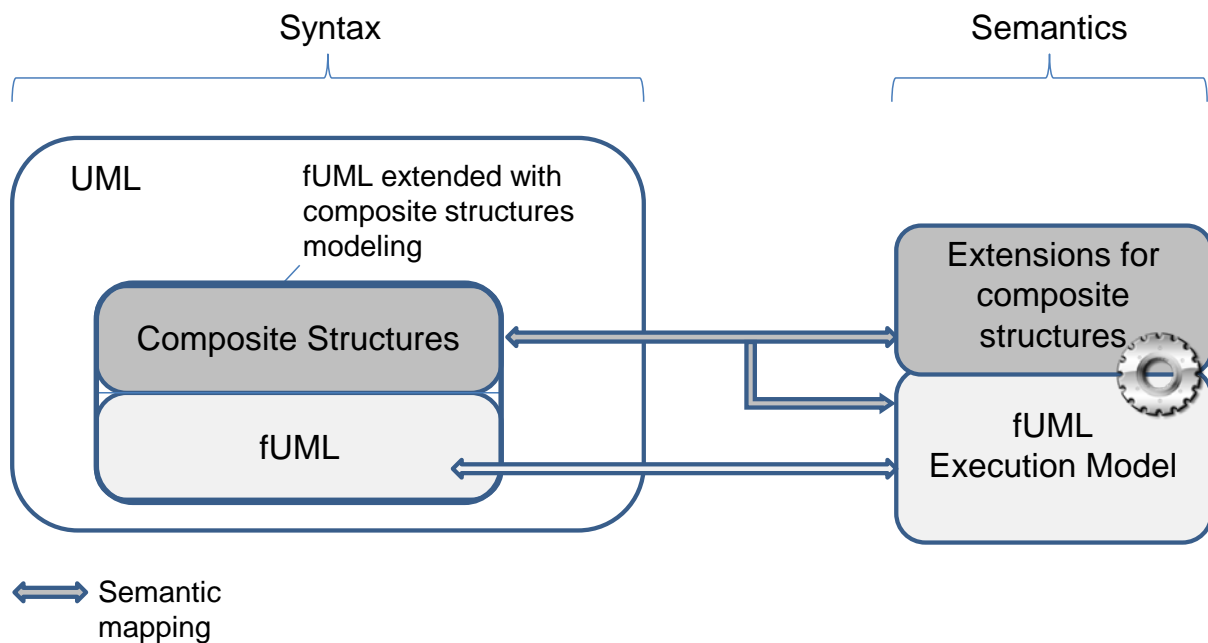 Syntax
Semantics
UML
fUML extended with
composite structures
modeling
Composite Structures
fUML
Extensions for
composite
structures
fUML
Execution Model
Semantic
mapping